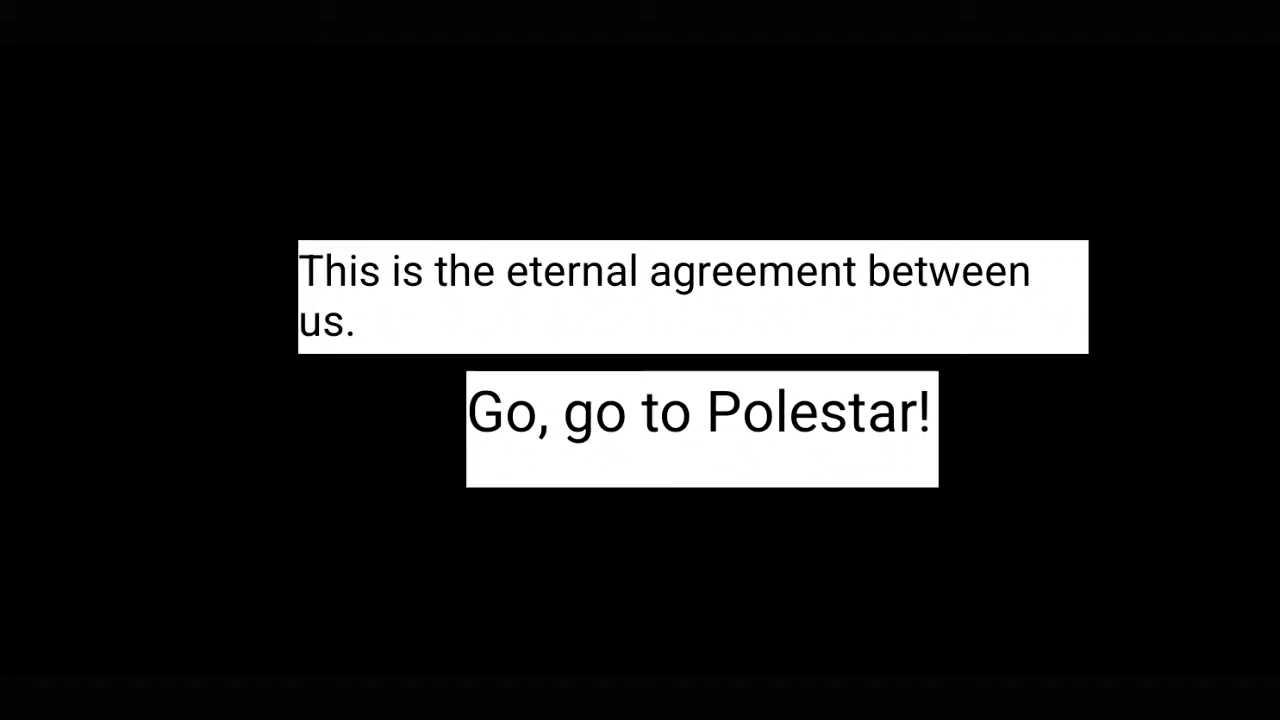 This is the eternal agreement between
us.
Go, go to Polestar!